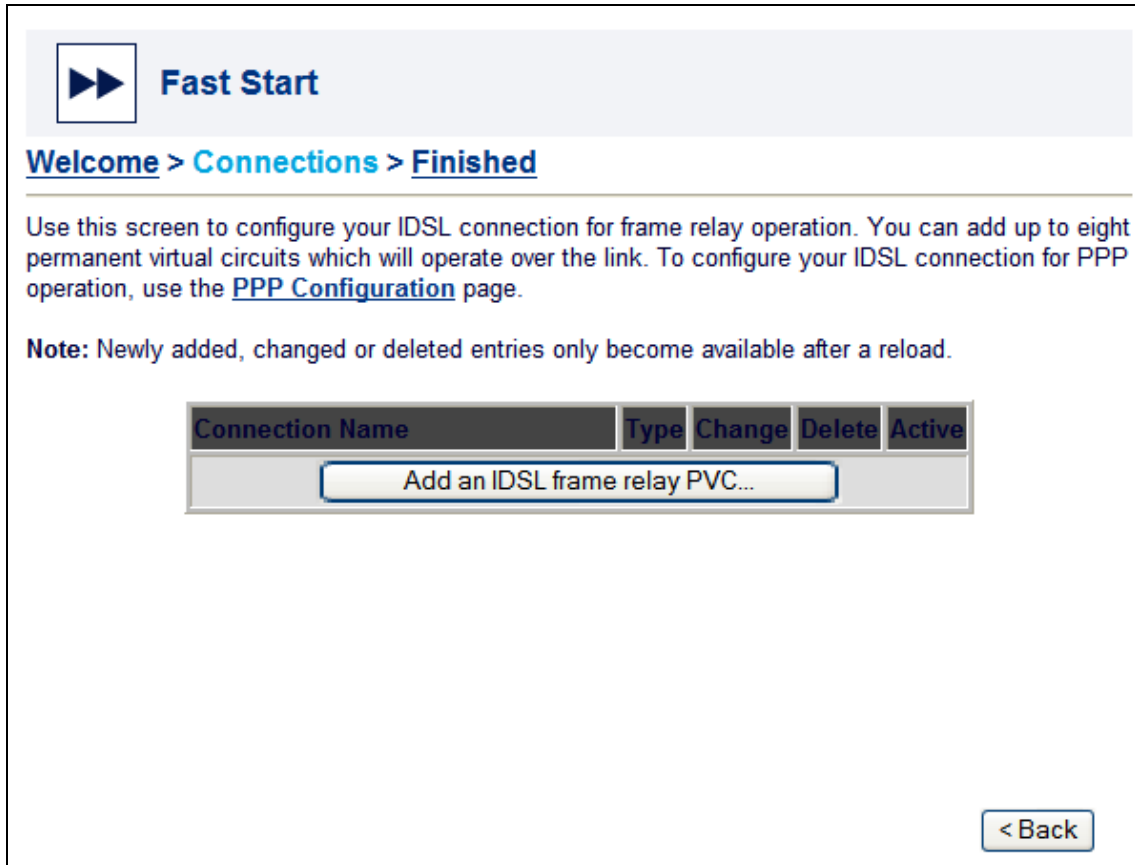 Fast Start
Welcome > Connections > Finished
Use this screen to configure your IDSL connection for frame relay operation. You can add up to eight
permanent virtual circuits which will operate over the link. To configure your IDSL connection for PPP
operation, use the PPP Configuration page.
Note: Newly added, changed or deleted entries only become available after a reload.
Connection Name Type Change Delete Active
Add an IDSL frame relay PVC...
< Back